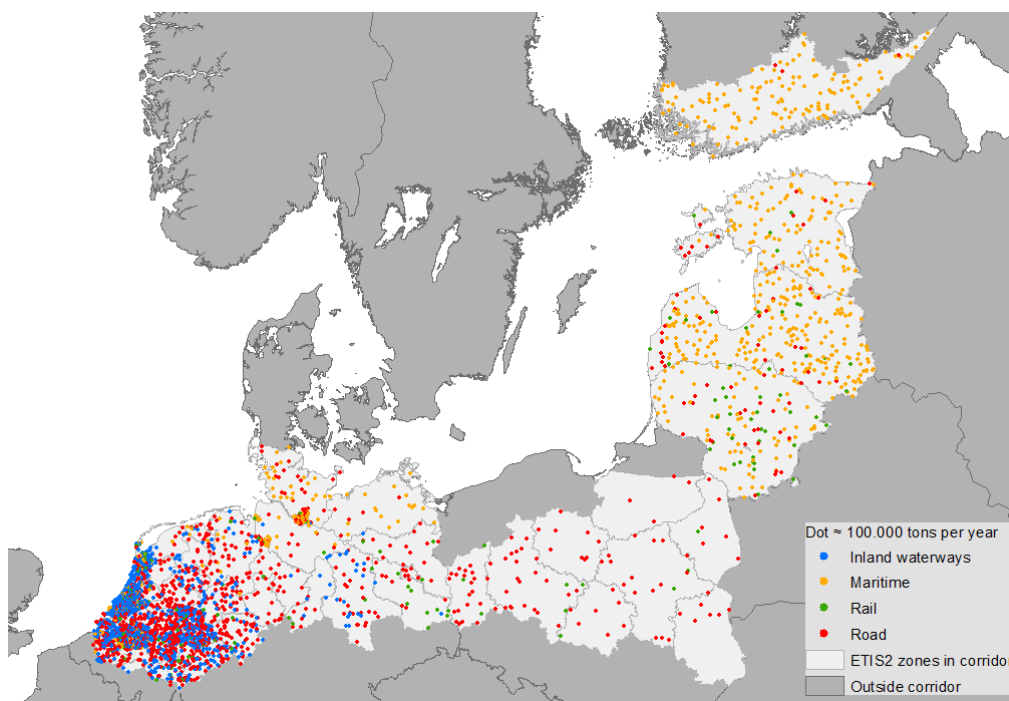 Dot ≈ 100.000 tons per year
Inland waterways
Maritime
Rail
Road
ETIS2 zones in corridor
Outside corridor